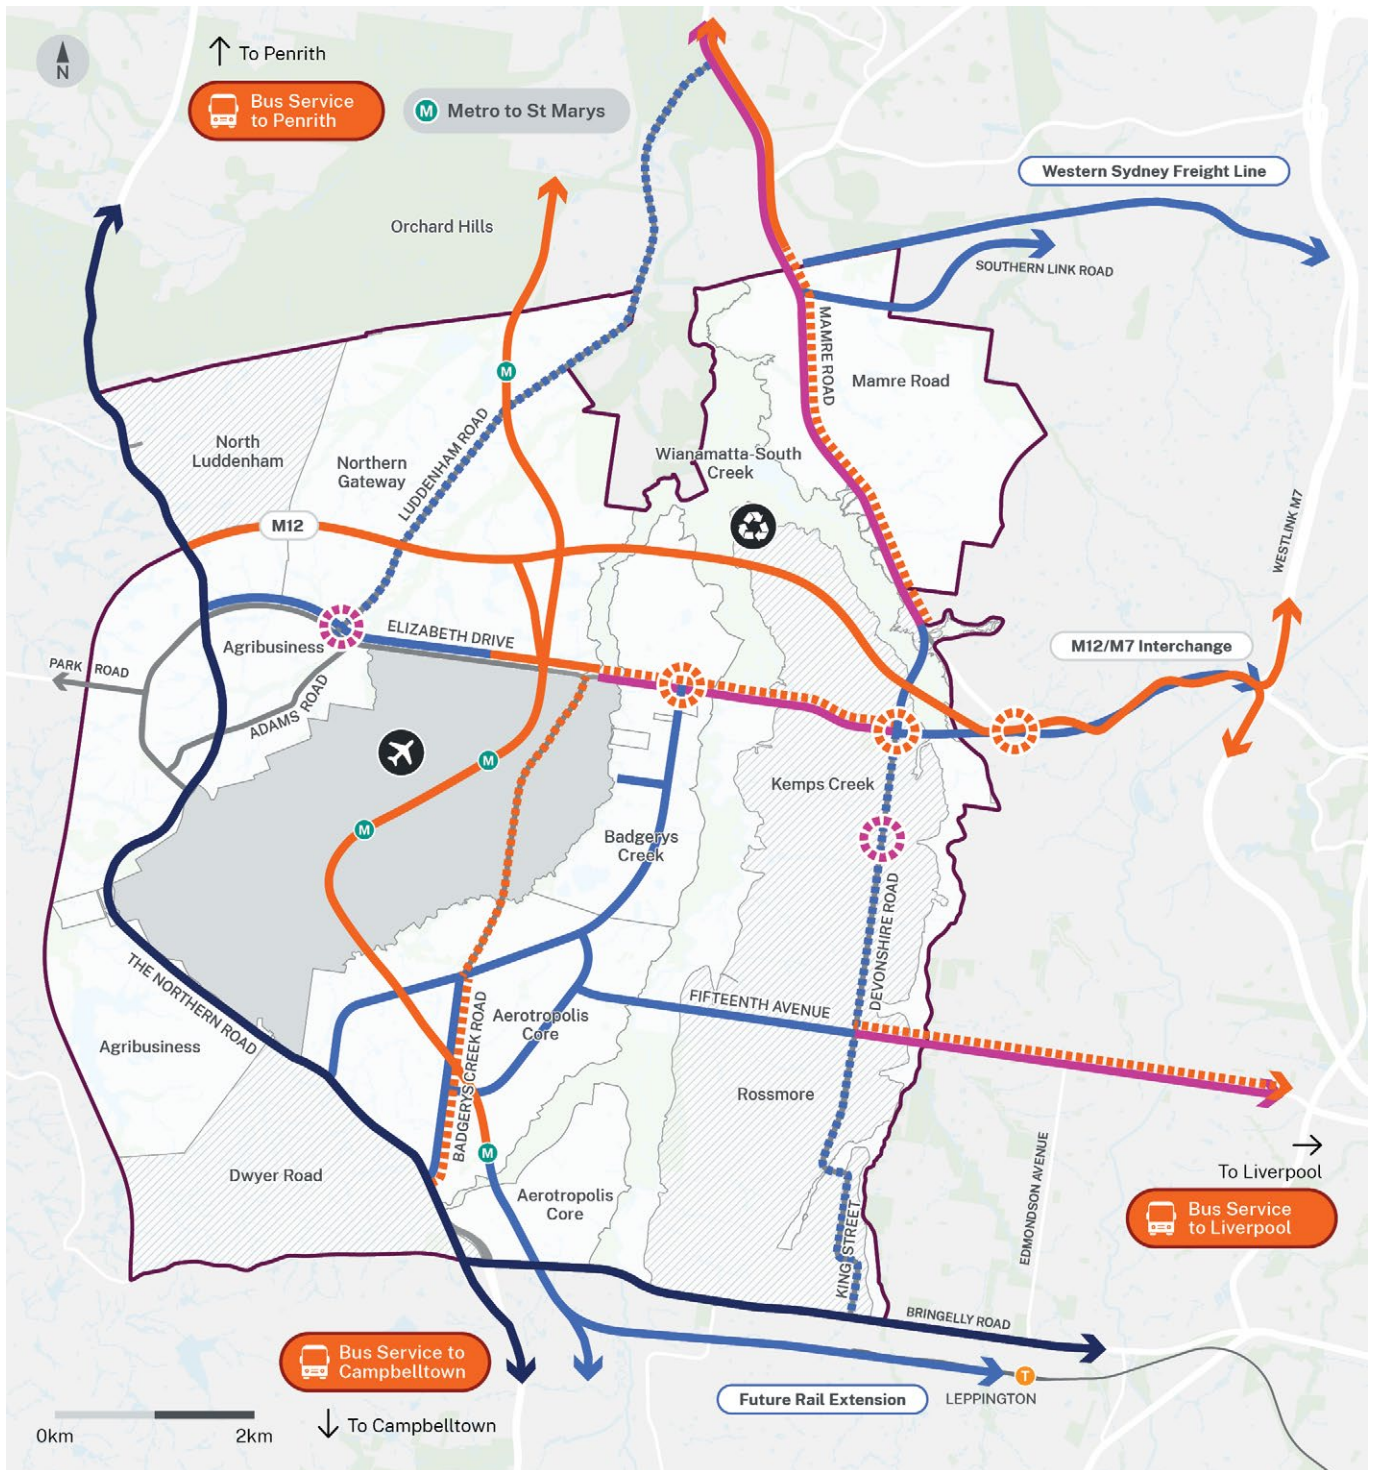 N
To Penrith
Bus Service
to Penrith
M
Metro to St Marys
Western Sydney Freight Line
Orchard Hills
SOUTHERN LINK ROAD
MAMRE ROAD
M
Mamre Road
North
Luddenham
Northern
Gateway
LUDDENHAM ROAD
Wianamatta-South
Creek
M12
WESTLINK M7
ELIZABETH DRIVE
Agribusiness
M12/M7 Interchange
PARK ROAD
ADAMS ROAD
M
Kemps Creek
M
Badgerys
Creek
DEVONSHIRE ROAD
THE NORTHERN ROAD
FIFTEENTH AVENUE
Aerotropolis
Core
BADGERYS CREEK ROAD
Agribusiness
Rossmore
M
Dwyer Road
Aerotropolis
Core
EDMONDSON AVENUE
To Liverpool
Bus Service
to Liverpool
KING STREET
BRINGELLY ROAD
Bus Service to
Campbelltown
Future Rail Extension
T
LEPPINGTON
To Campbelltown
0km
2km